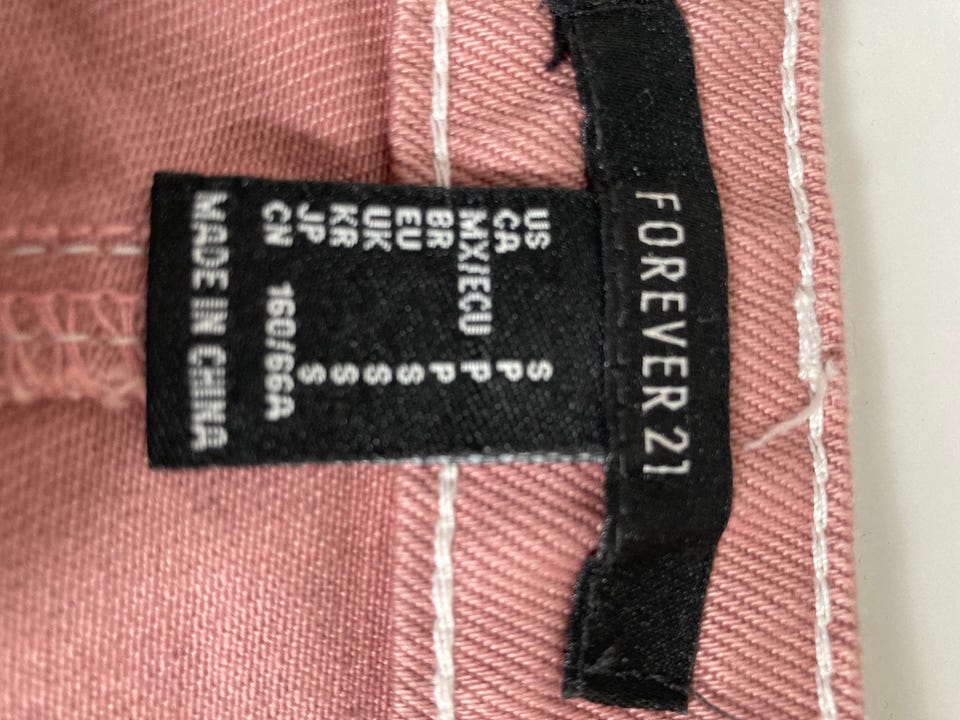 FOREVER 21
US S
CA P
MX/ECU P
BR P
EU S
UK S
KR S
JP S
CN 160/66A
MADE IN CHINA